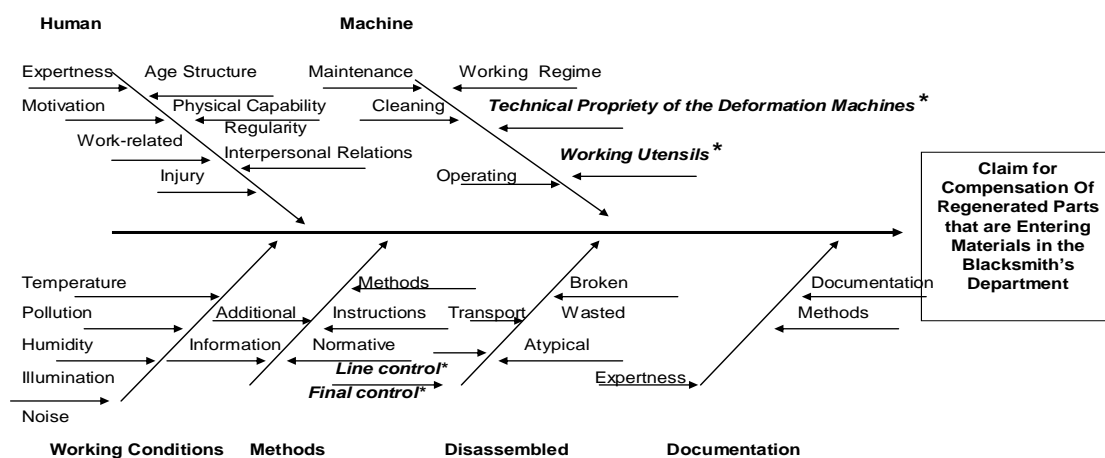 Human
Machine
Expertness
Age Structure
Maintenance
Working Regime
Motivation
Physical Capability
Cleaning
Technical Propriety of the Deformation Machines*
Regularity
Work-related
Interpersonal Relations
Working Utensils*
Injury
Operating
Claim for
Compensation Of
Regenerated Parts
that are Entering
Materials in the
Blacksmith's
Department
Temperature
Methods
Broken
Documentation
Pollution
Additional
Instructions
Transport
Wasted
Methods
Humidity
Information
Normative
Atypical
Line control*
Illumination
Expertness
Final control*
Noise
Working Conditions
Methods
Disassembled
Documentation